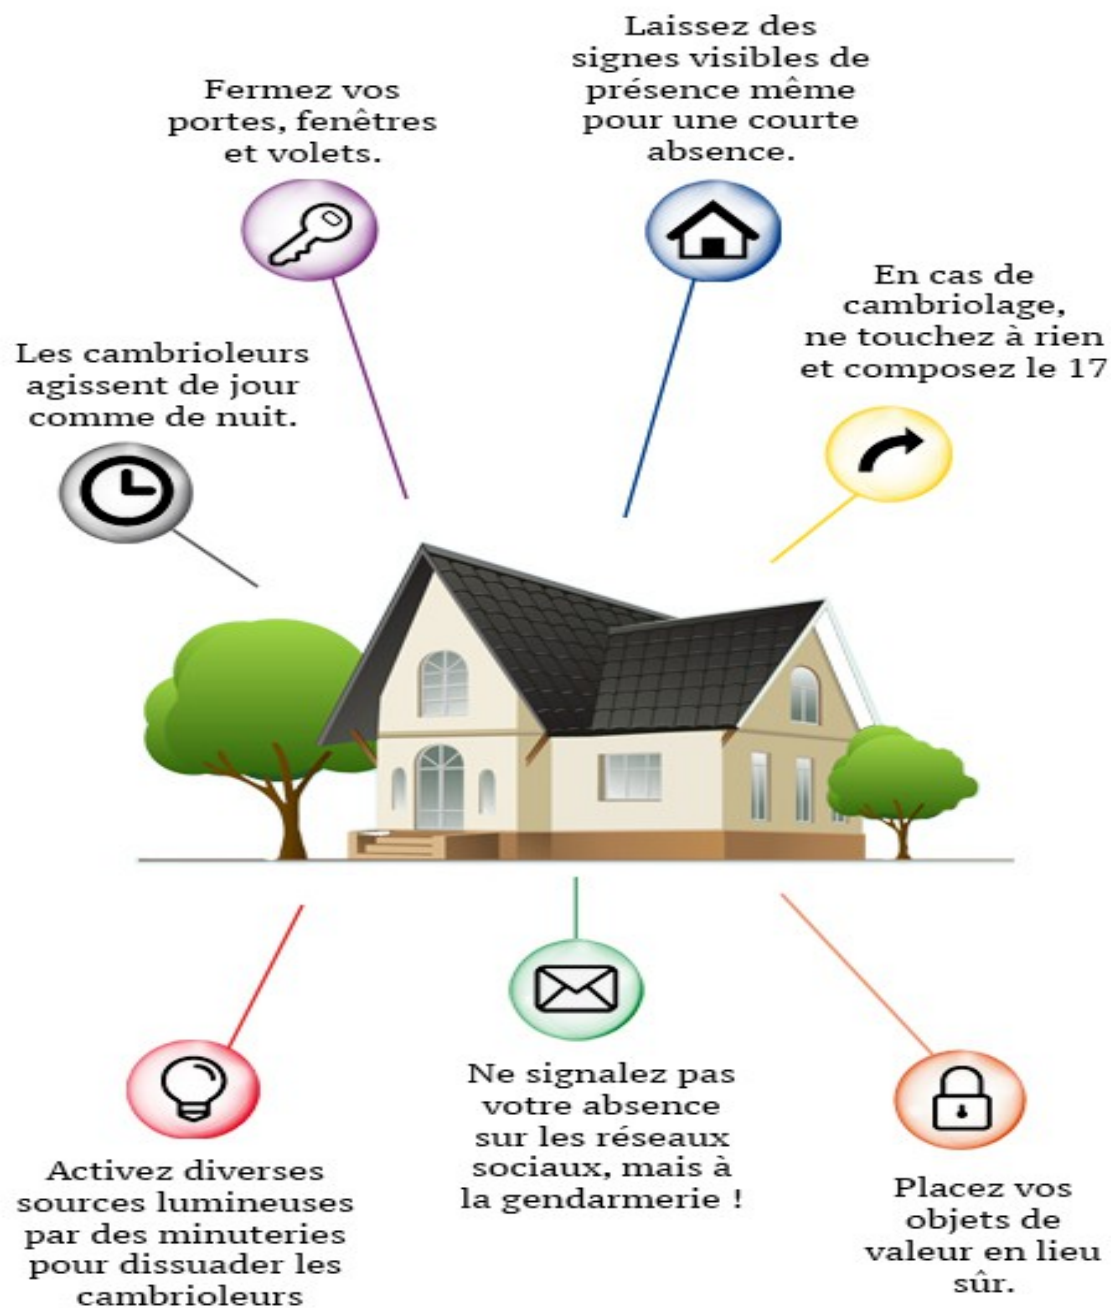 Laissez des
signes visibles de
présence même
pour une courte
absence.
Fermez vos
portes, fenêtres
et volets.
En cas de
cambriolage,
ne touchez à rien
et composez le 17
Les cambrioleurs
agissent de jour
comme de nuit.
Ne signalez pas
votre absence
sur les réseaux
sociaux, mais à
la gendarmerie !
Activez diverses
sources lumineuses
par des minuteries
pour dissuader les
cambrioleurs
Placez vos
objets de
valeur en lieu
sûr.